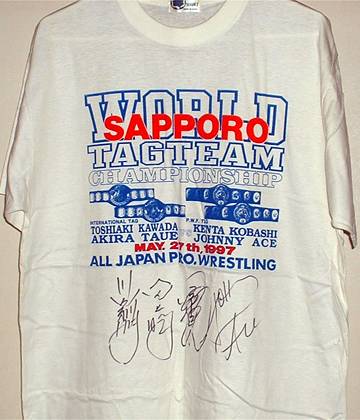 WORLD
SAPPORO
TAGTEAM
CHAMPIONSHIP
INTERNATIONAL TAG P.W.F. TAG
TOSHIAKI KAWADA VS KENTA KOBASHI
AKIRA TAUE JOHNNY ACE
MAY. 27th, 1997
ALL JAPAN PRO, WRESTLING